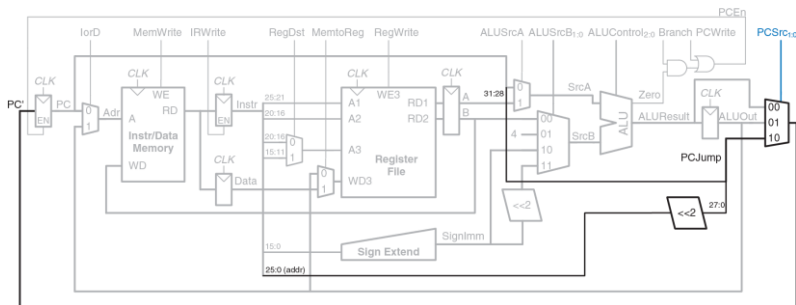 PCEn
IorD MemWrite IRWrite RegDst MemtoReg RegWrite ALUSrcA ALUSrcB1:0 ALUControl2:0 Branch PCWrite PCSrc1:0
CLK CLK CLK CLK CLK CLK
PC' PC EN 0 1 Adr A WE RD EN Instr 25:21 A1 WE3 RD1 A 31:28 0 1 SrcA Zero 00
20:16 A2 RD2 B 00 ALU ALUResult ALUOut 01
Instr/Data Memory 4 01 10
20:16 0 A3 10 SrcB
15:11 1 Register File 11 PCJump
WD CLK Data 0 1 WD3
<<2 27:0 <<2
SignImm
15:0 Sign Extend
25:0 (addr)